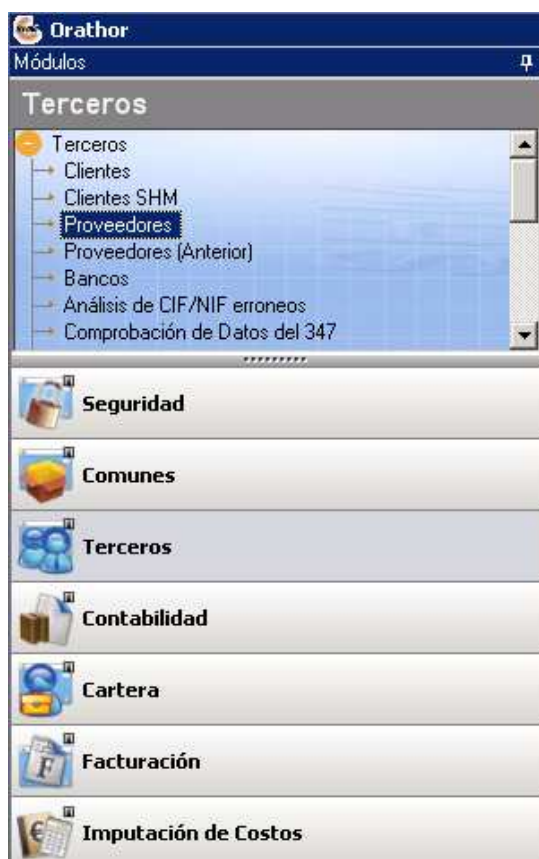 Orathor
Módulos
Terceros
Terceros
Clientes
Clientes SHM
Proveedores
Proveedores (Anterior)
Bancos
Análisis de CIF/NIF erroneos
Comprobación de Datos del 347
Seguridad
Comunes
Terceros
Contabilidad
Cartera
Facturación
Imputación de Costos